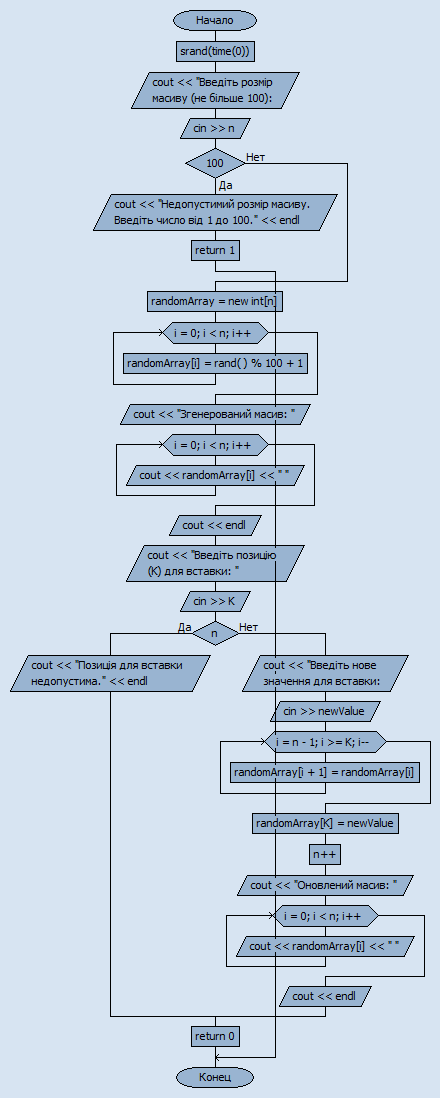 Начало
srand(time(0))
cout << "Введіть розмір
масиву (не більше 100):
cin >> n
100
Нет
Да
cout << "Недопустимий розмір масиву.
Введіть число від 1 до 100." << endl
return 1
randomArray = new int[n]
i = 0; i < n; i++
randomArray[i] = rand( ) % 100 + 1
cout << "Згенерований масив: "
i = 0; i < n; i++
cout << randomArray[i] << " "
cout << endl
cout << "Введіть позицію
(K) для вставки: "
cin >> K
Да
n
Нет
cout << "Позиція для вставки
недопустима." << endl
cout << "Введіть нове
значення для вставки:
cin >> newValue
i = n - 1; i >= K; i--
randomArray[i + 1] = randomArray[i]
randomArray[K] = newValue
n++
cout << "Оновлений масив: "
i = 0; i < n; i++
cout << randomArray[i] << " "
cout << endl
return 0
Конец